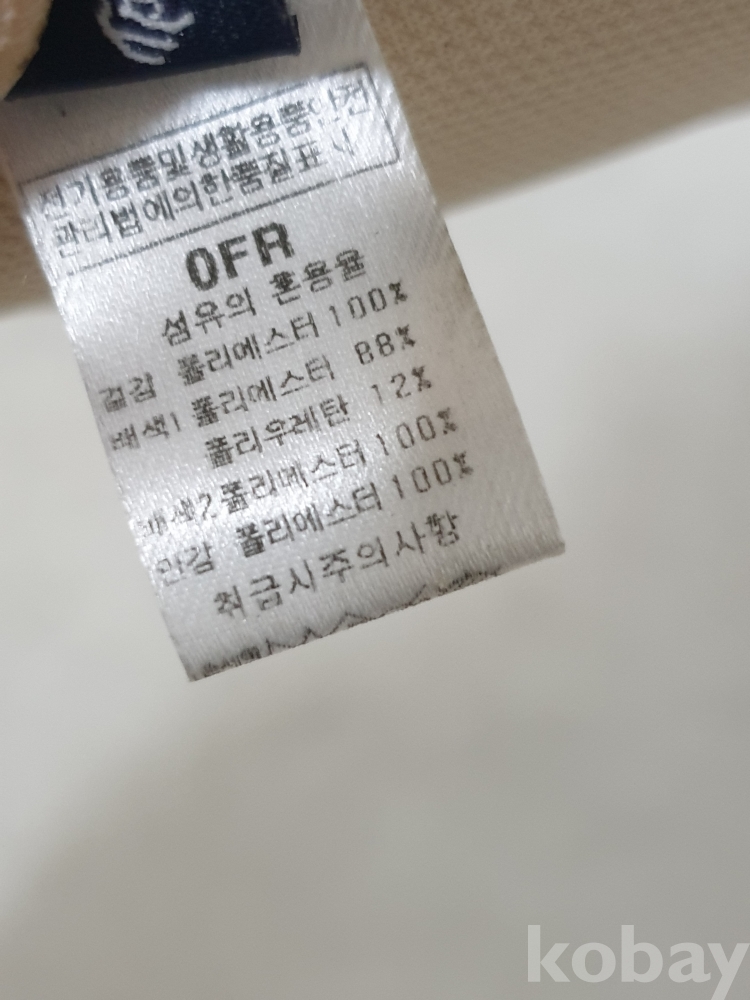 전기용품및생활용품안전
관리법에의한품질표시
OFR
섬유의 혼용율
겉감 폴리에스터 100%
배색1 폴리에스터 88%
폴리우레탄 12%
배색2 폴리에스터 100%
안감 폴리에스터 100%
취급시주의사항
kobay